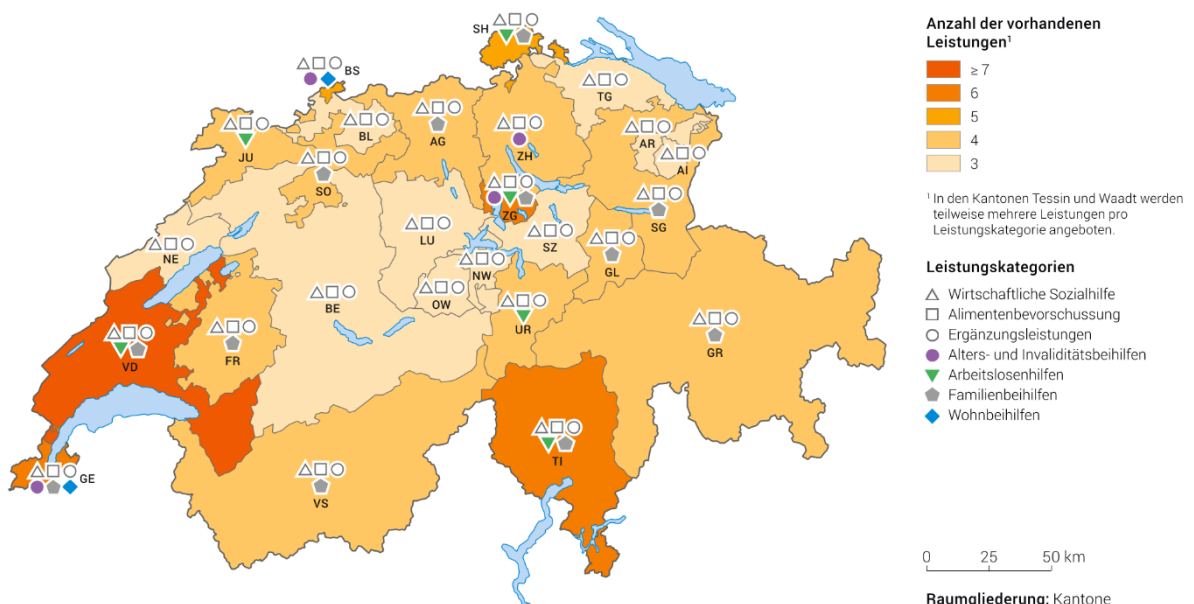 SH
BS
TG
BL
AG
ZH
AR
AI
JU
SO
ZG
SG
LU
SZ
NE
GL
NW
OW
BE
UR
GR
VD
FR
TI
GE
VS
Anzahl der vorhandenen
Leistungen¹
≥ 7
6
5
4
3
¹ In den Kantonen Tessin und Waadt werden
teilweise mehrere Leistungen pro
Leistungskategorie angeboten.
Leistungskategorien
Wirtschaftliche Sozialhilfe
Alimentenbevorschussung
Ergänzungsleistungen
Alters- und Invaliditätsbeihilfen
Arbeitslosenhilfen
Familienbeihilfen
Wohnbeihilfen
0 25 50 km
Raumgliederung: Kantone